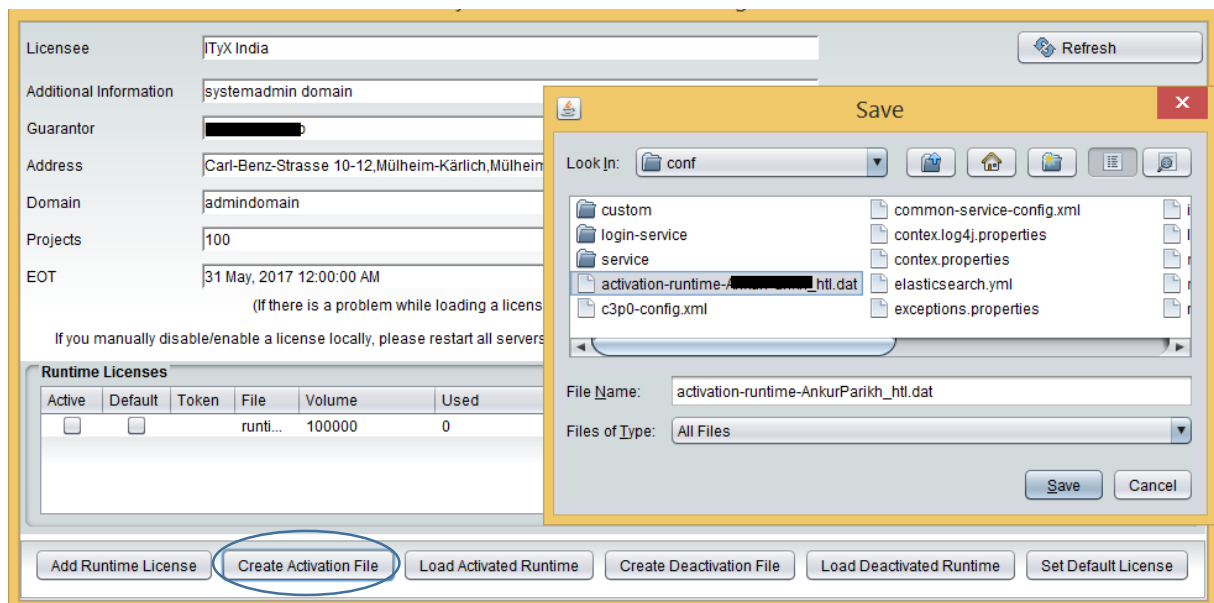 Licensee
ITyX India
Refresh
Additional Information
systemadmin domain
Guarantor
Address
Carl-Benz-Strasse 10-12,Mülheim-Kärlich,Mülheim
Domain
admindomain
Projects
100
EOT
31 May, 2017 12:00:00 AM
(If there is a problem while loading a licens
If you manually disable/enable a license locally, please restart all servers
Save
Look In:
conf
custom
login-service
service
activation-runtime-
_htl.dat
c3p0-config.xml
common-service-config.xml
contex.log4j.properties
contex.properties
elasticsearch.yml
exceptions.properties
File Name:
activation-runtime-AnkurParikh_htl.dat
Files of Type:
All Files
Save
Cancel
Runtime Licenses
Active Default Token File Volume Used
runti... 100000 0
Add Runtime License
Create Activation File
Load Activated Runtime
Create Deactivation File
Load Deactivated Runtime
Set Default License